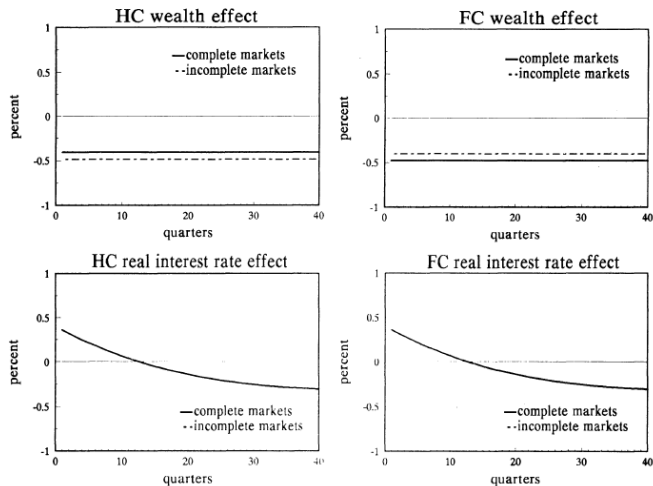 HC wealth effect
1
0.5
0
-0.5
-1
percent
complete markets
incomplete markets
0 10 20 30 40
quarters
FC wealth effect
1
0.5
0
-0.5
-1
percent
complete markets
incomplete markets
0 10 20 30 40
quarters
HC real interest rate effect
1
0.5
0
-0.5
-1
percent
complete markets
incomplete markets
0 10 20 30 40
quarters
FC real interest rate effect
1
0.5
0
-0.5
-1
percent
complete markets
incomplete markets
0 10 20 30 40
quarters